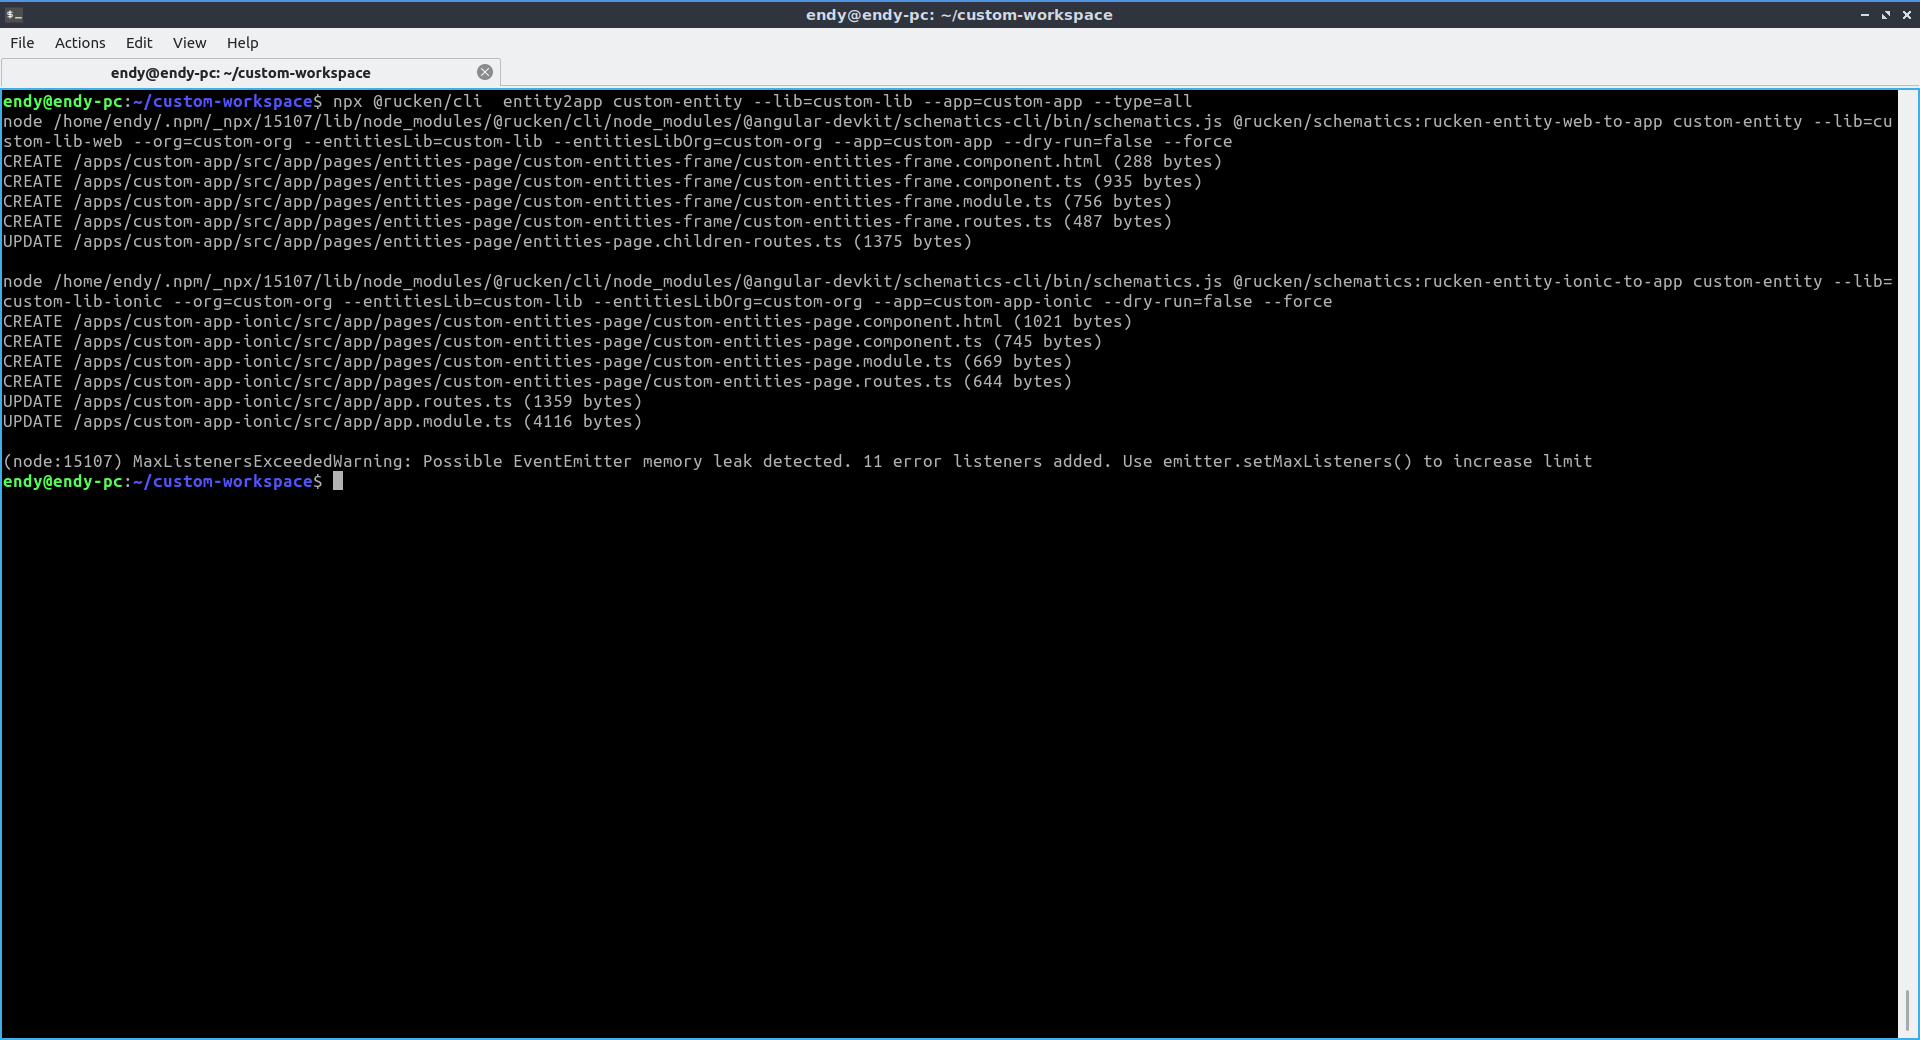 endy@endy-pc: ~/custom-workspace
File Actions Edit View Help
endy@endy-pc: ~/custom-workspace
endy@endy-pc:~/custom-workspace$ npx @rucken/cli  entity2app custom-entity --lib=custom-lib --app=custom-app --type=all
node /home/endy/.npm/_npx/15107/lib/node_modules/@rucken/cli/node_modules/@angular-devkit/schematics-cli/bin/schematics.js @rucken/schematics:rucken-entity-web-to-app custom-entity --lib=cu
stom-lib-web --org=custom-org --entitiesLib=custom-lib --entitiesLibOrg=custom-org --app=custom-app --dry-run=false --force
CREATE /apps/custom-app/src/app/pages/entities-page/custom-entities-frame/custom-entities-frame.component.html (288 bytes)
CREATE /apps/custom-app/src/app/pages/entities-page/custom-entities-frame/custom-entities-frame.component.ts (935 bytes)
CREATE /apps/custom-app/src/app/pages/entities-page/custom-entities-frame/custom-entities-frame.module.ts (756 bytes)
CREATE /apps/custom-app/src/app/pages/entities-page/custom-entities-frame/custom-entities-frame.routes.ts (487 bytes)
UPDATE /apps/custom-app/src/app/pages/entities-page/entities-page.children-routes.ts (1375 bytes)
node /home/endy/.npm/_npx/15107/lib/node_modules/@rucken/cli/node_modules/@angular-devkit/schematics-cli/bin/schematics.js @rucken/schematics:rucken-entity-ionic-to-app custom-entity --lib=
custom-lib-ionic --org=custom-org --entitiesLib=custom-lib --entitiesLibOrg=custom-org --app=custom-app-ionic --dry-run=false --force
CREATE /apps/custom-app-ionic/src/app/pages/custom-entities-page/custom-entities-page.component.html (1021 bytes)
CREATE /apps/custom-app-ionic/src/app/pages/custom-entities-page/custom-entities-page.component.ts (745 bytes)
CREATE /apps/custom-app-ionic/src/app/pages/custom-entities-page/custom-entities-page.module.ts (669 bytes)
CREATE /apps/custom-app-ionic/src/app/pages/custom-entities-page/custom-entities-page.routes.ts (644 bytes)
UPDATE /apps/custom-app-ionic/src/app/app.routes.ts (1359 bytes)
UPDATE /apps/custom-app-ionic/src/app/app.module.ts (4116 bytes)
(node:15107) MaxListenersExceededWarning: Possible EventEmitter memory leak detected. 11 error listeners added. Use emitter.setMaxListeners() to increase limit
endy@endy-pc:~/custom-workspace$